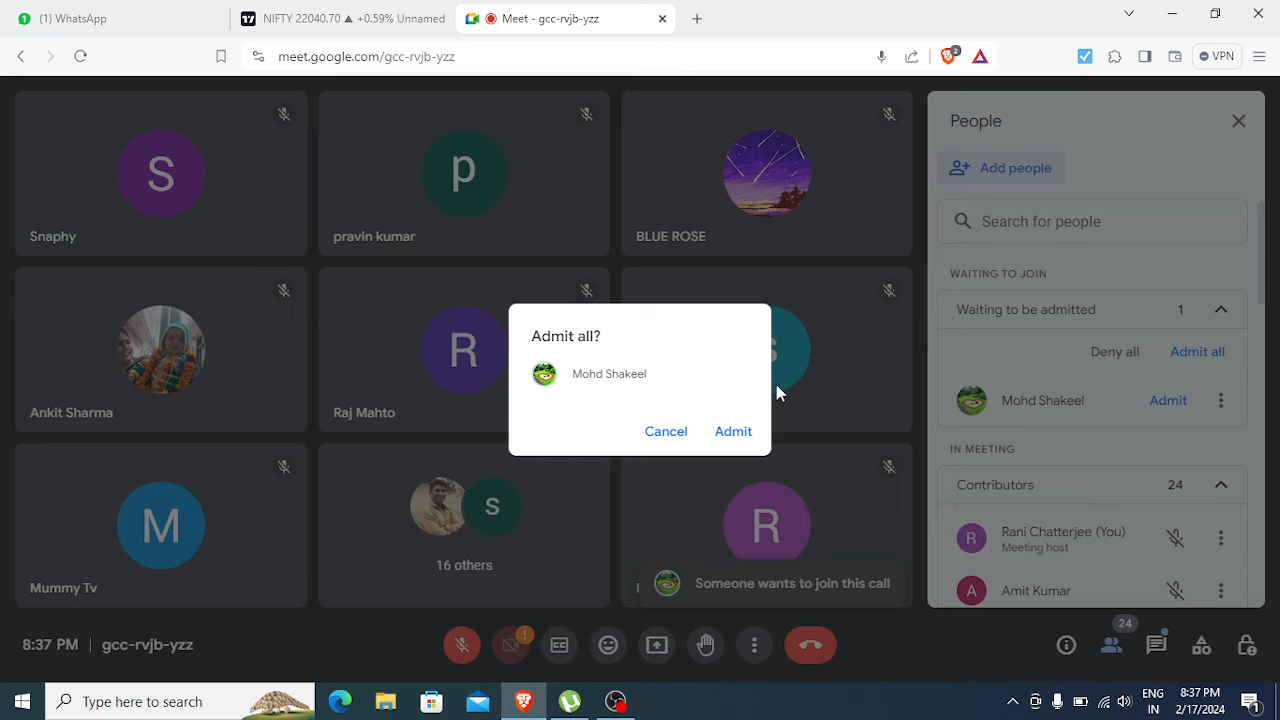 (1) WhatsApp
NIFTY 22040.70 ▲ +0.59% Unnamed
Meet - gcc-rvjb-yzz
meet.google.com/gcc-rvjb-yzz
2
VPN
S
Snaphy
p
pravin kumar
BLUE ROSE
Ankit Sharma
R
Raj Mahto
s
M
Mummy Tv
s
16 others
R
Admit all?
Mohd Shakeel
Cancel
Admit
Someone wants to join this call
People
Add people
Search for people
WAITING TO JOIN
Waiting to be admitted 1
Deny all Admit all
Mohd Shakeel Admit
IN MEETING
Contributors 24
R
Rani Chatterjee (You)
Meeting host
A
Amit Kumar
8:37 PM | gcc-rvjb-yzz
24
Type here to search
ENG
IN
8:37 PM
2/17/2024